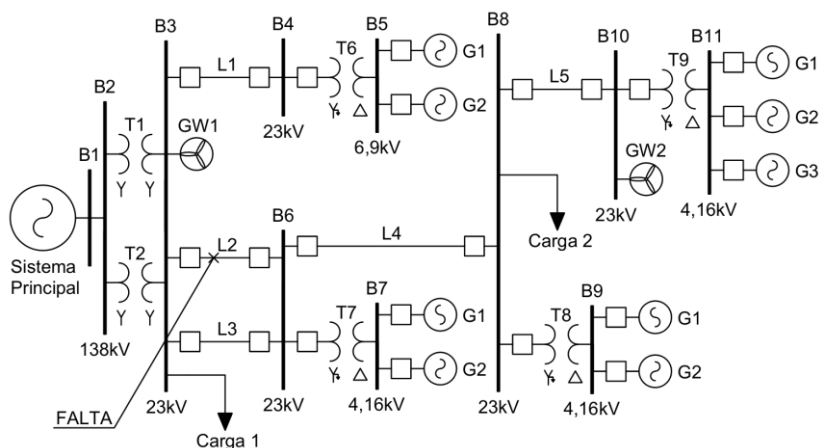 B3
B4
T6
B5
G1
B8
B10
T9
B11
G1
L1
L5
B2
T1
GW1
G2
G2
B1
23kV
6,9kV
GW2
G3
23kV
4,16kV
B6
L4
Carga 2
Sistema
Principal
T2
L2
B7
G1
T8
B9
G1
L3
T7
138kV
G2
G2
FALTA
23kV
23kV
4,16kV
23kV
4,16kV
Carga 1